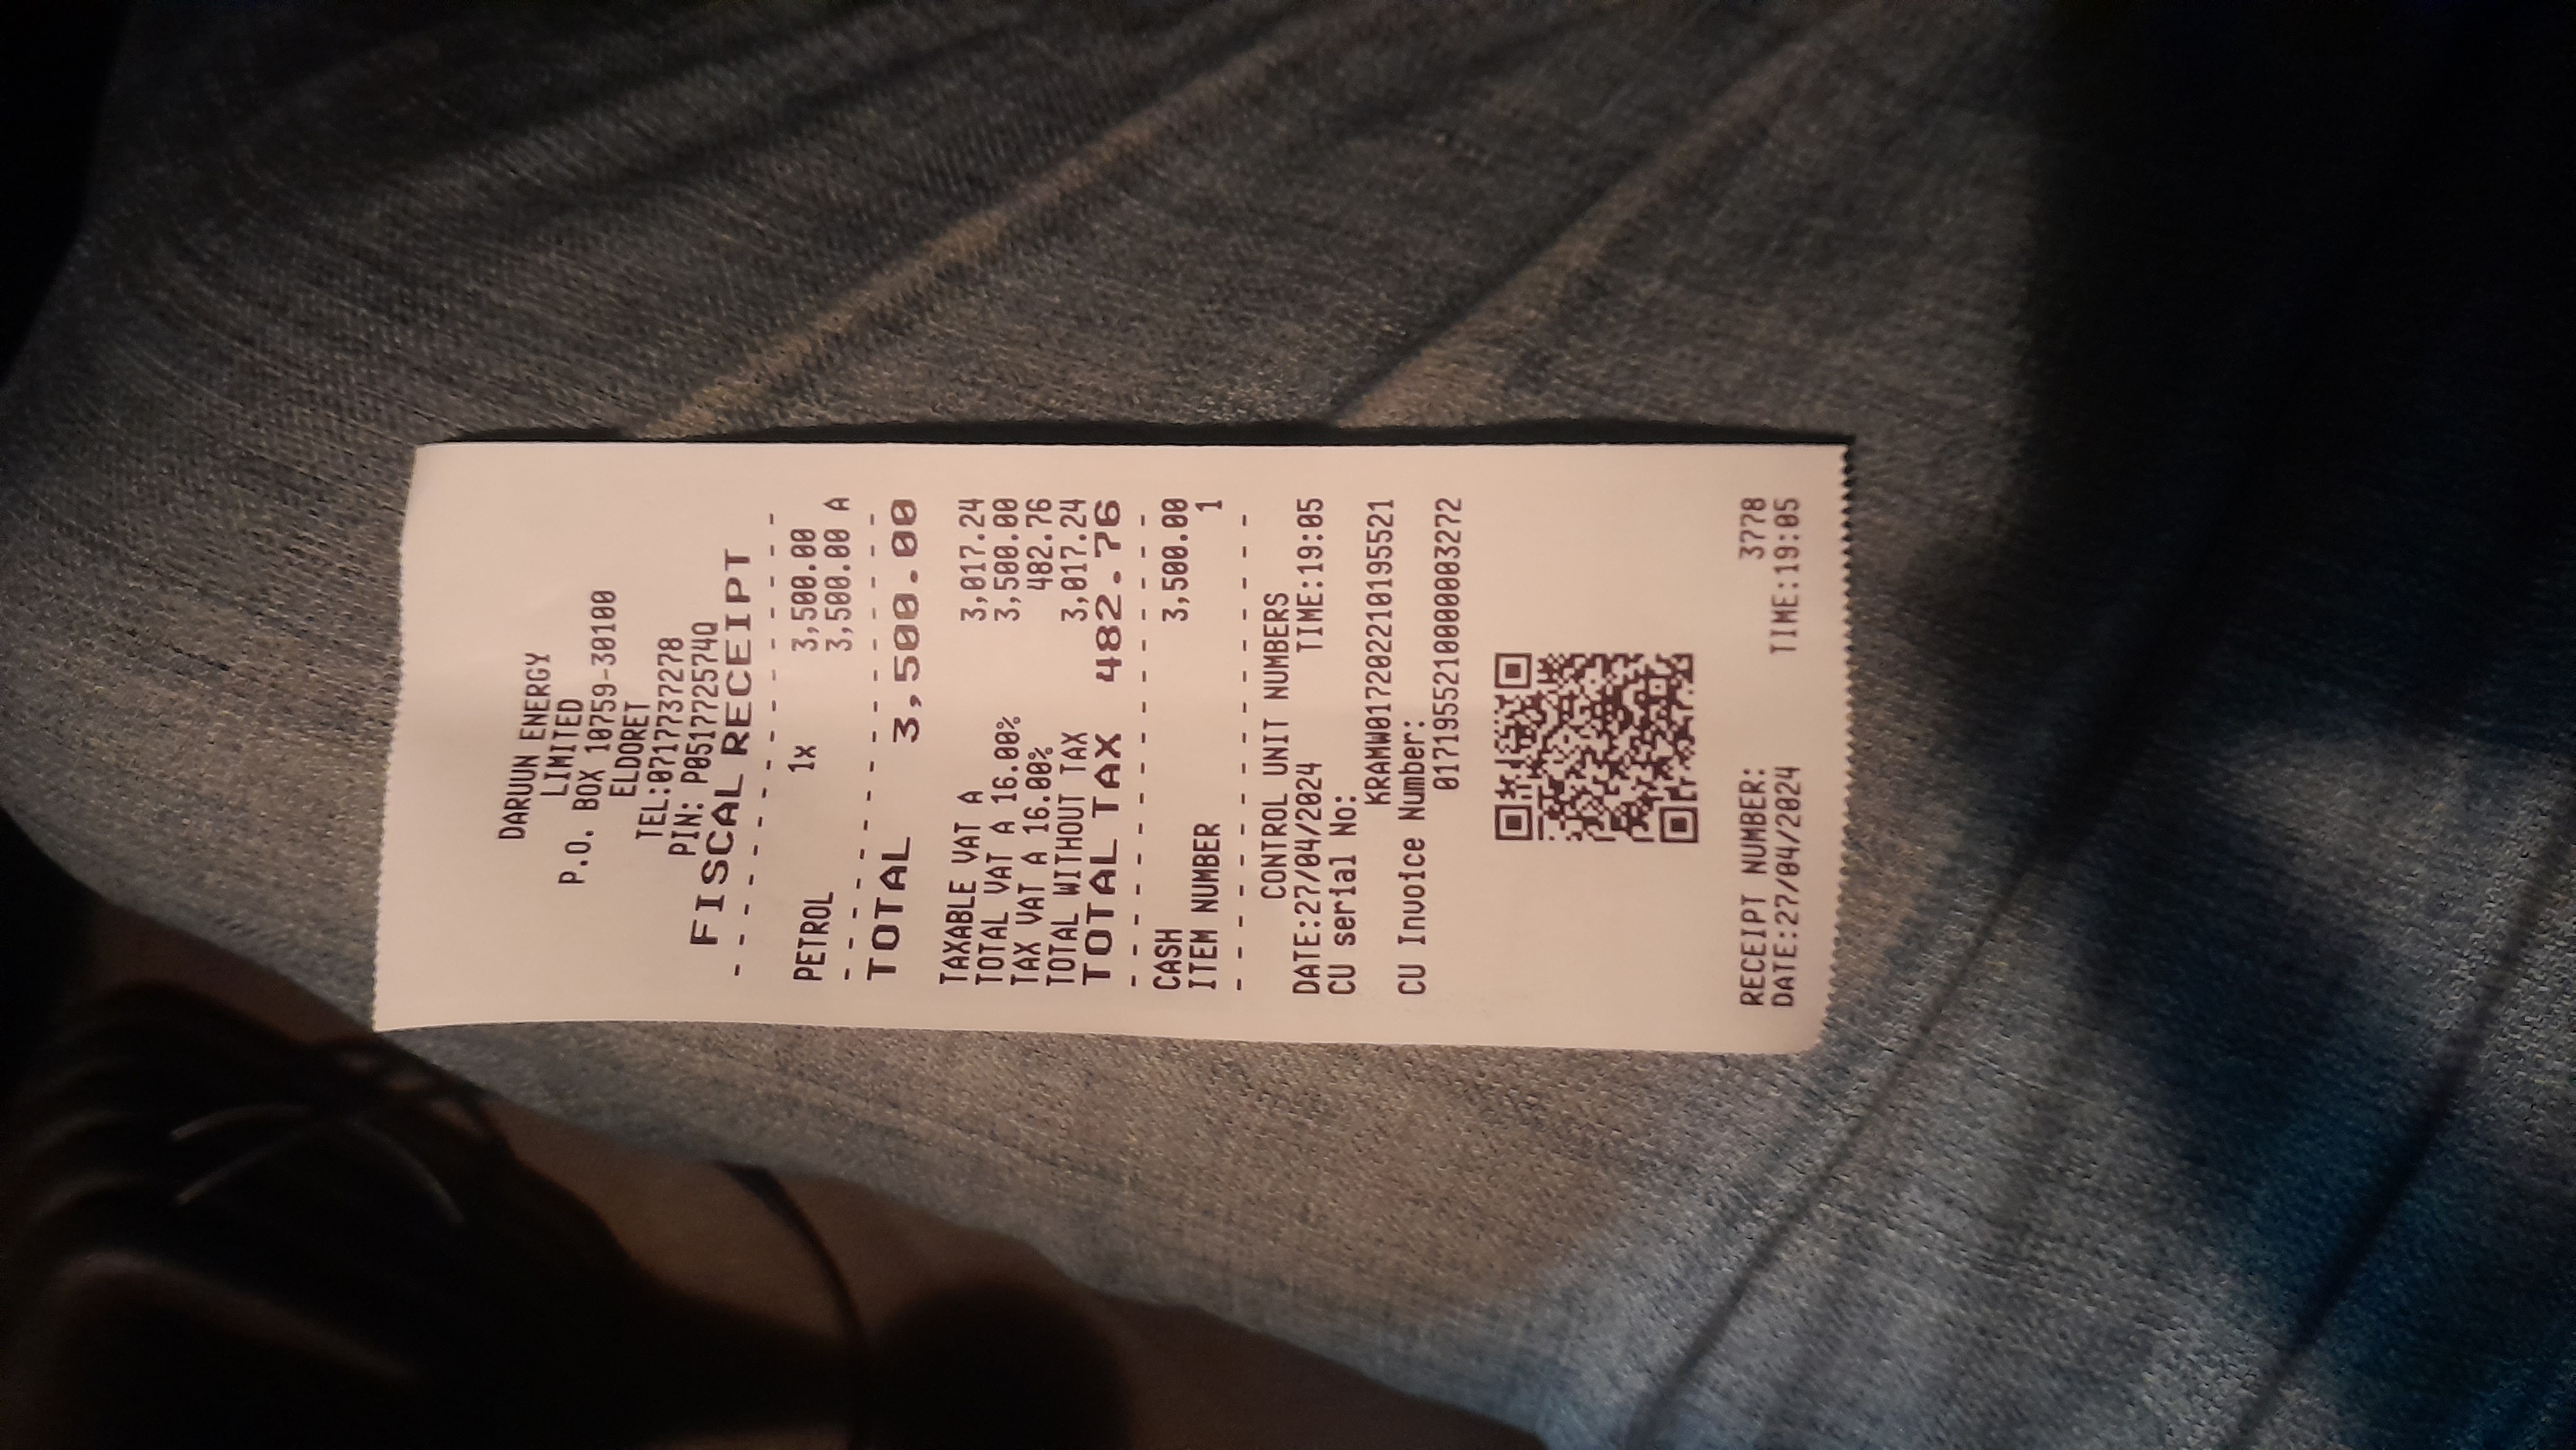 DARUUN ENERGY
LIMITED
P.O. BOX 10759-30100
ELDORET
TEL:0717737278
PIN: P051772574Q
FISCAL RECEIPT
- - - - - - - - - - - - - - - -
1x 3,500.00
PETROL 3,500.00 A
- - - - - - - - - - - - - - - -
TOTAL 3,500.00
TAXABLE VAT A 3,017.24
TOTAL VAT A 16.00% 3,500.00
TAX VAT A 16.00% 482.76
TOTAL WITHOUT TAX 3,017.24
TOTAL TAX 482.76
- - - - - - - - - - - - - - - -
CASH 3,500.00
ITEM NUMBER 1
- - - - - - - - - - - - - - - -
CONTROL UNIT NUMBERS
DATE:27/04/2024 TIME:19:05
CU serial No:
KRAMW017202210195521
CU Invoice Number:
0171955210000003272
RECEIPT NUMBER: 3778
DATE:27/04/2024 TIME:19:05